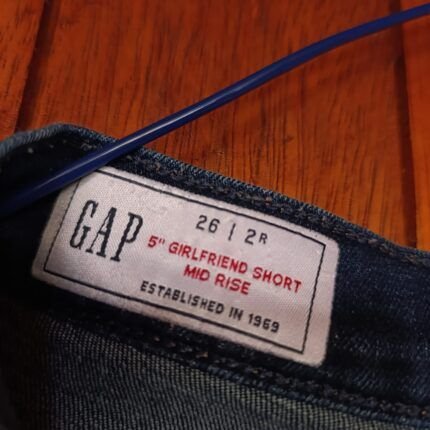 GAP
26 | 2R
5" GIRLFRIEND SHORT
MID RISE
ESTABLISHED IN 1969